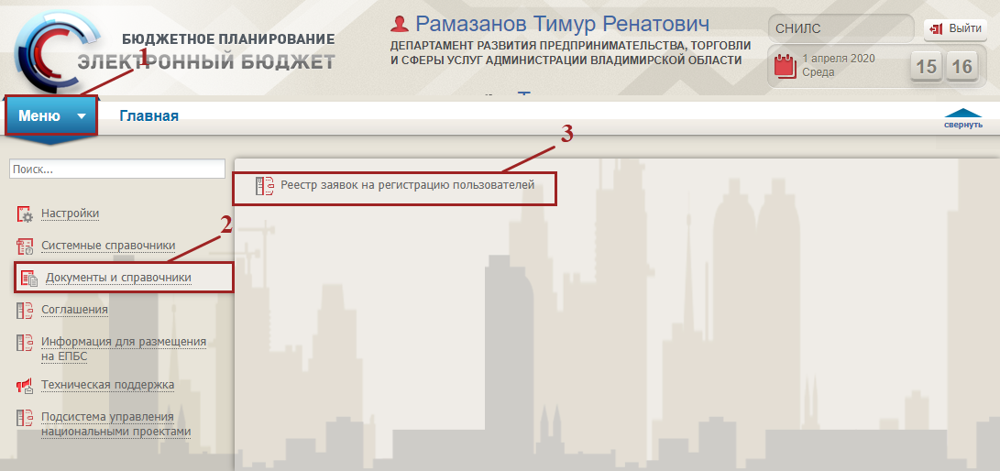 БЮДЖЕТНОЕ ПЛАНИРОВАНИЕ
ЭЛЕКТРОННЫЙ БЮДЖЕТ
Рамазанов Тимур Ренатович
ДЕПАРТАМЕНТ РАЗВИТИЯ ПРЕДПРИНИМАТЕЛЬСТВА, ТОРГОВЛИ
И СФЕРЫ УСЛУГ АДМИНИСТРАЦИИ ВЛАДИМИРСКОЙ ОБЛАСТИ
СНИЛС
Выйти
1 апреля 2020
Среда
15 16
1
Меню
Главная
свернуть
3
Поиск...
Реестр заявок на регистрацию пользователей
Настройки
2
Системные справочники
Документы и справочники
Соглашения
Информация для размещения
на ЕПБС
Техническая поддержка
Подсистема управления
национальными проектами